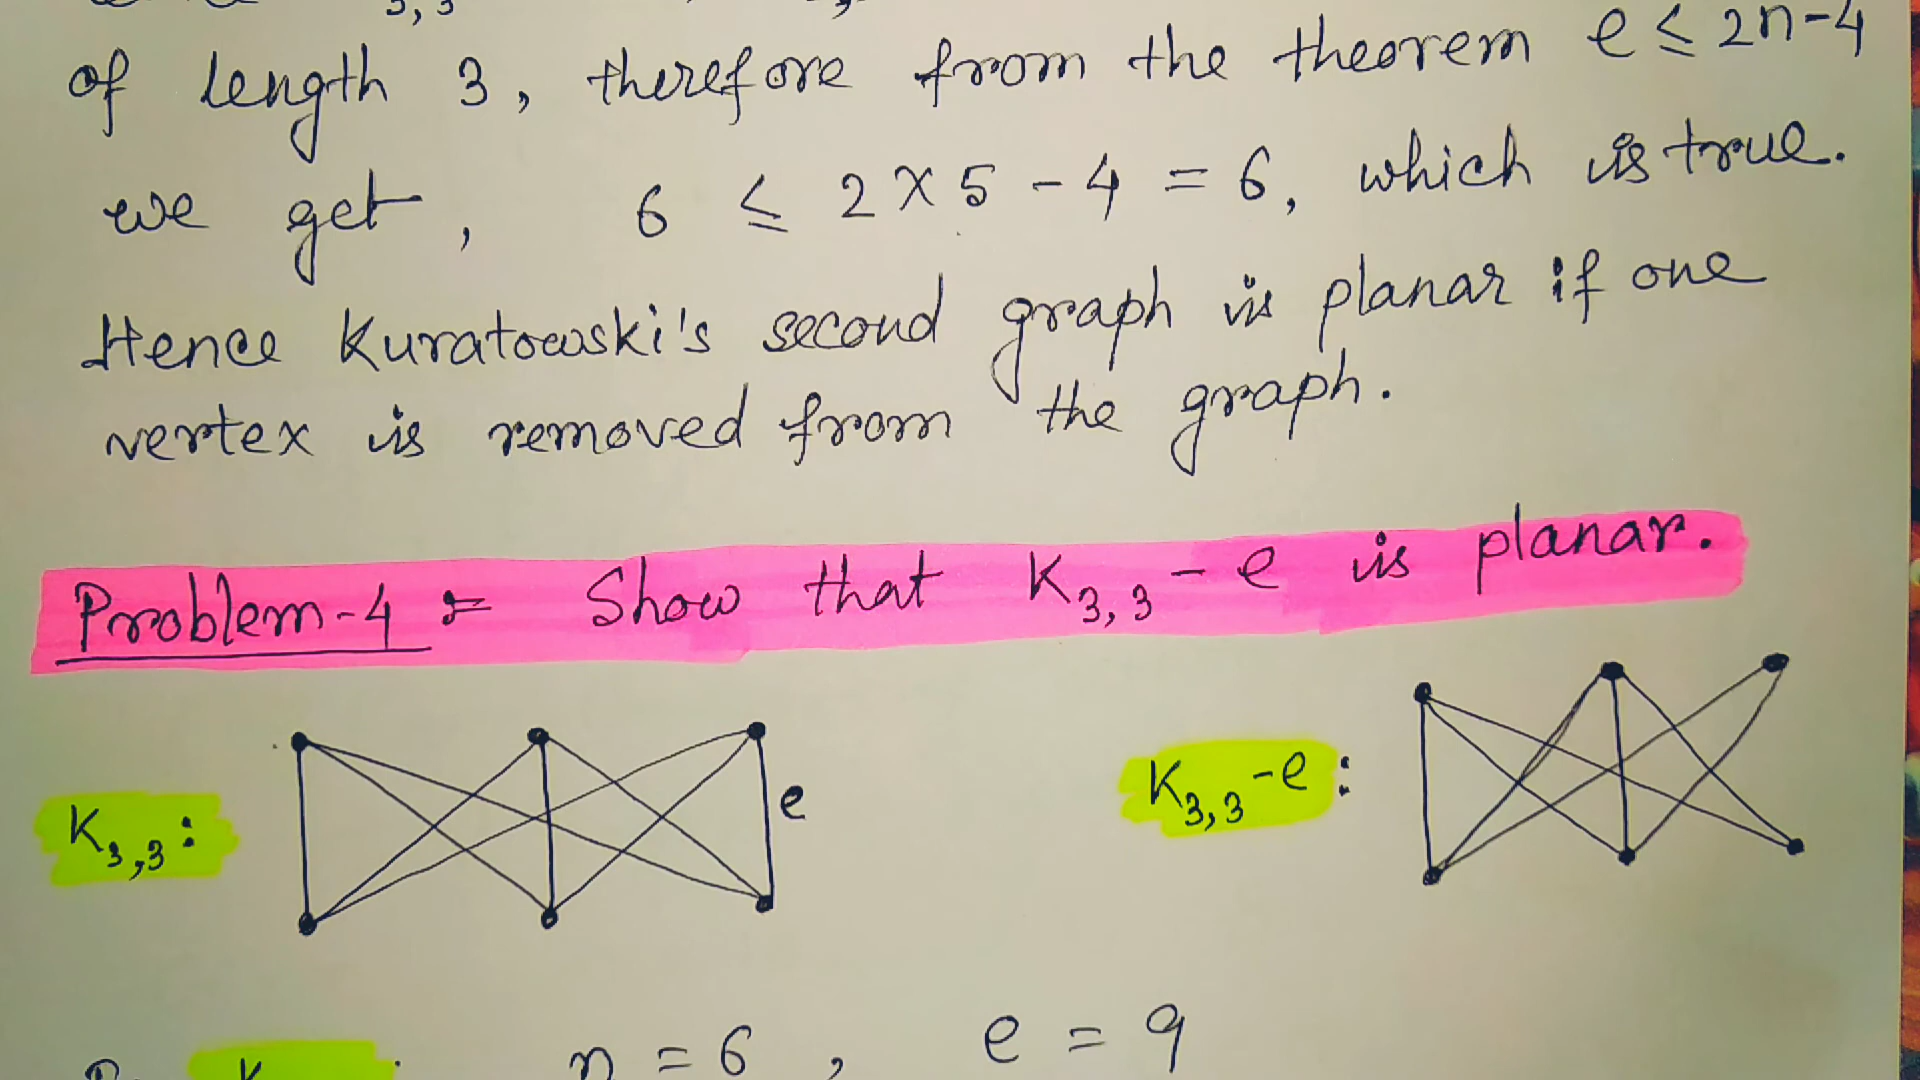 3,3
of length 3, therefore from the theorem e ≤ 2n-4
we get, 6 ≤ 2 x 5 - 4 = 6, which is true.
Hence Kuratowski's second graph is planar if one
vertex is removed from the graph.
Problem-4 := Show that K3,3 - e is planar.
K3,3: e
K3,3 -e:
n = 6, e = 9